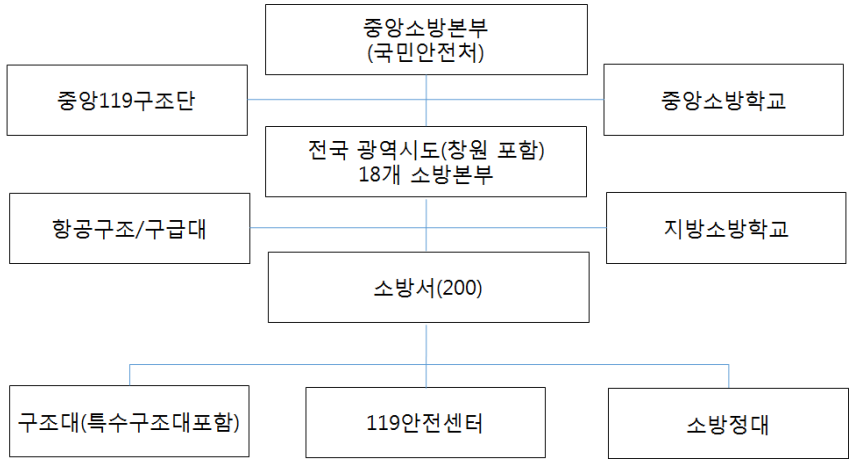 중앙소방본부
(국민안전처)
중앙119구조단
중앙소방학교
전국 광역시도(창원 포함)
18개 소방본부
항공구조/구급대
지방소방학교
소방서(200)
구조대(특수구조대포함)
119안전센터
소방정대